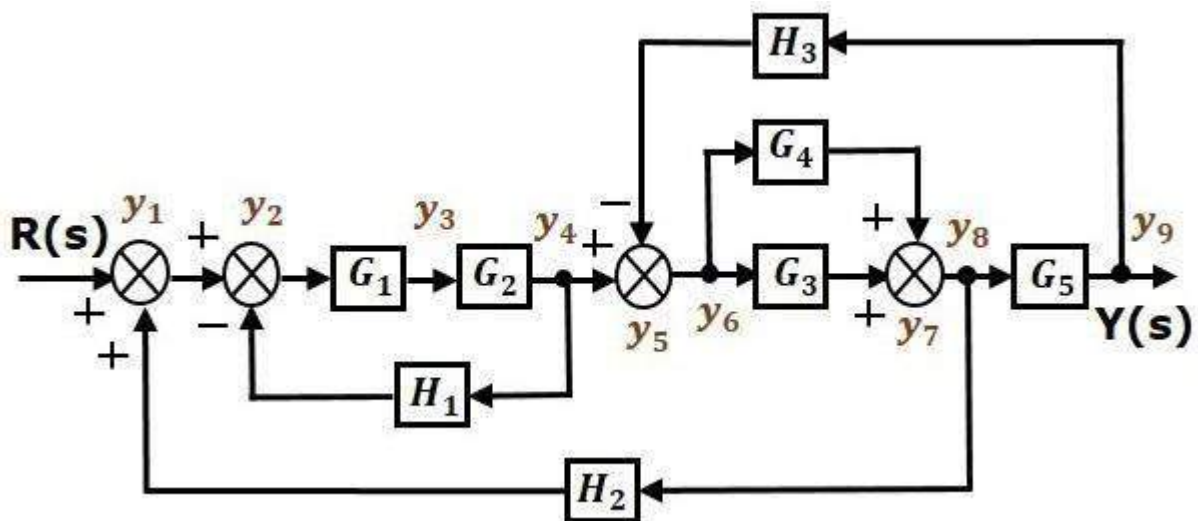 H₃
G₄
R(s)
y₁
y₂
y₃
y₄
y₈
y₉
+
−
+
+
G₁
G₂
G₃
G₅
+
−
y₅
y₆
+
y₇
Y(s)
+
H₁
H₂